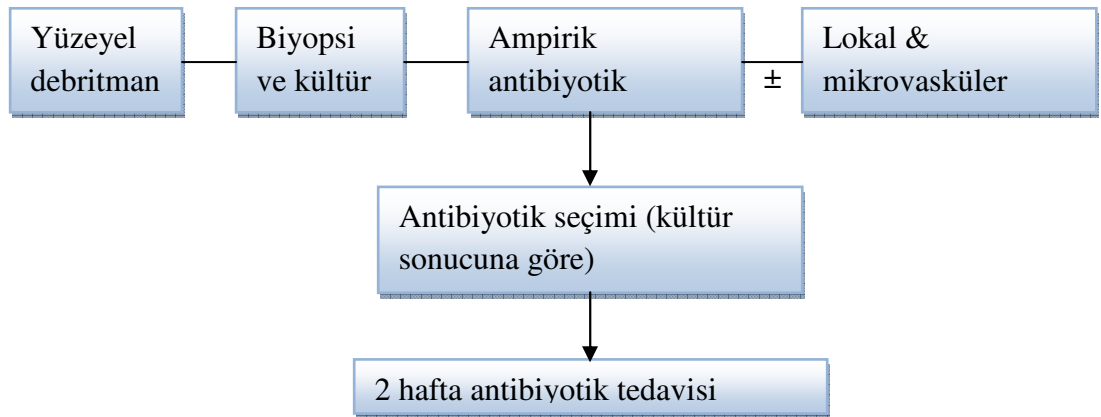 Yüzeyel
debritman
Biyopsi
ve kültür
Ampirik
antibiyotik
±
Lokal &
mikrovasküler
Antibiyotik seçimi (kültür
sonucuna göre)
2 hafta antibiyotik tedavisi